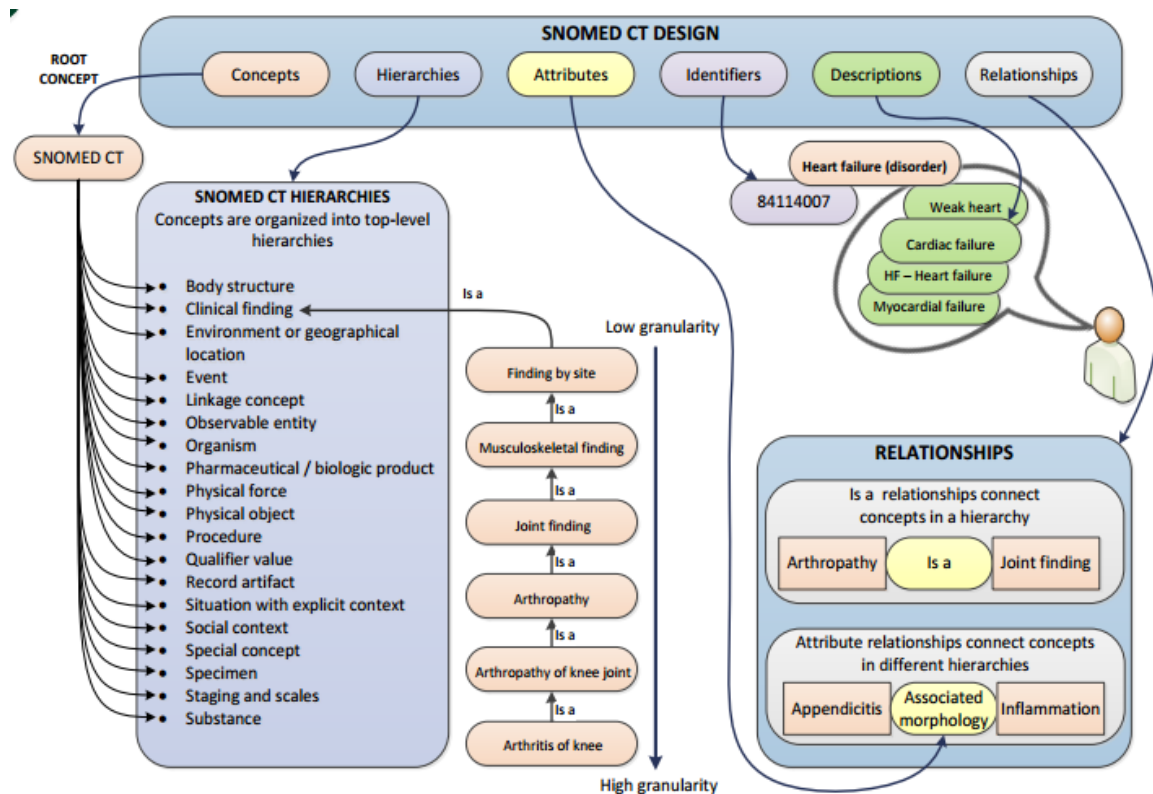 SNOMED CT DESIGN
ROOT
CONCEPT
Concepts
Hierarchies
Attributes
Identifiers
Descriptions
Relationships
SNOMED CT
SNOMED CT HIERARCHIES
Concepts are organized into top-level
hierarchies
• Body structure
• Clinical finding
• Environment or geographical
location
• Event
• Linkage concept
• Observable entity
• Organism
• Pharmaceutical / biologic product
• Physical force
• Physical object
• Procedure
• Qualifier value
• Record artifact
• Situation with explicit context
• Social context
• Special concept
• Specimen
• Staging and scales
• Substance
Is a
Finding by site
Is a
Musculoskeletal finding
Is a
Joint finding
Is a
Arthropathy
Is a
Arthropathy of knee joint
Is a
Arthritis of knee
Low granularity
High granularity
Heart failure (disorder)
84114007
Weak heart
Cardiac failure
HF – Heart failure
Myocardial failure
RELATIONSHIPS
Is a relationships connect
concepts in a hierarchy
Arthropathy
Is a
Joint finding
Attribute relationships connect concepts
in different hierarchies
Appendicitis
Associated
morphology
Inflammation